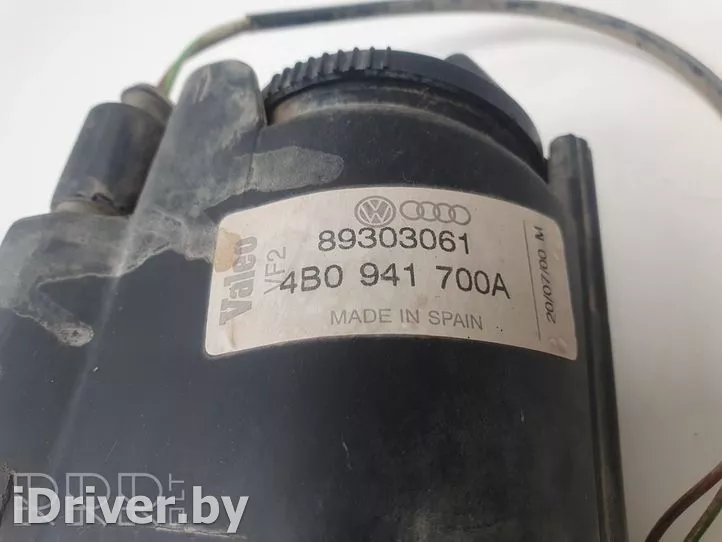 Valeo
VF2
89303061
4B0 941 700A
MADE IN SPAIN
20/07/00 M
iDriver.by